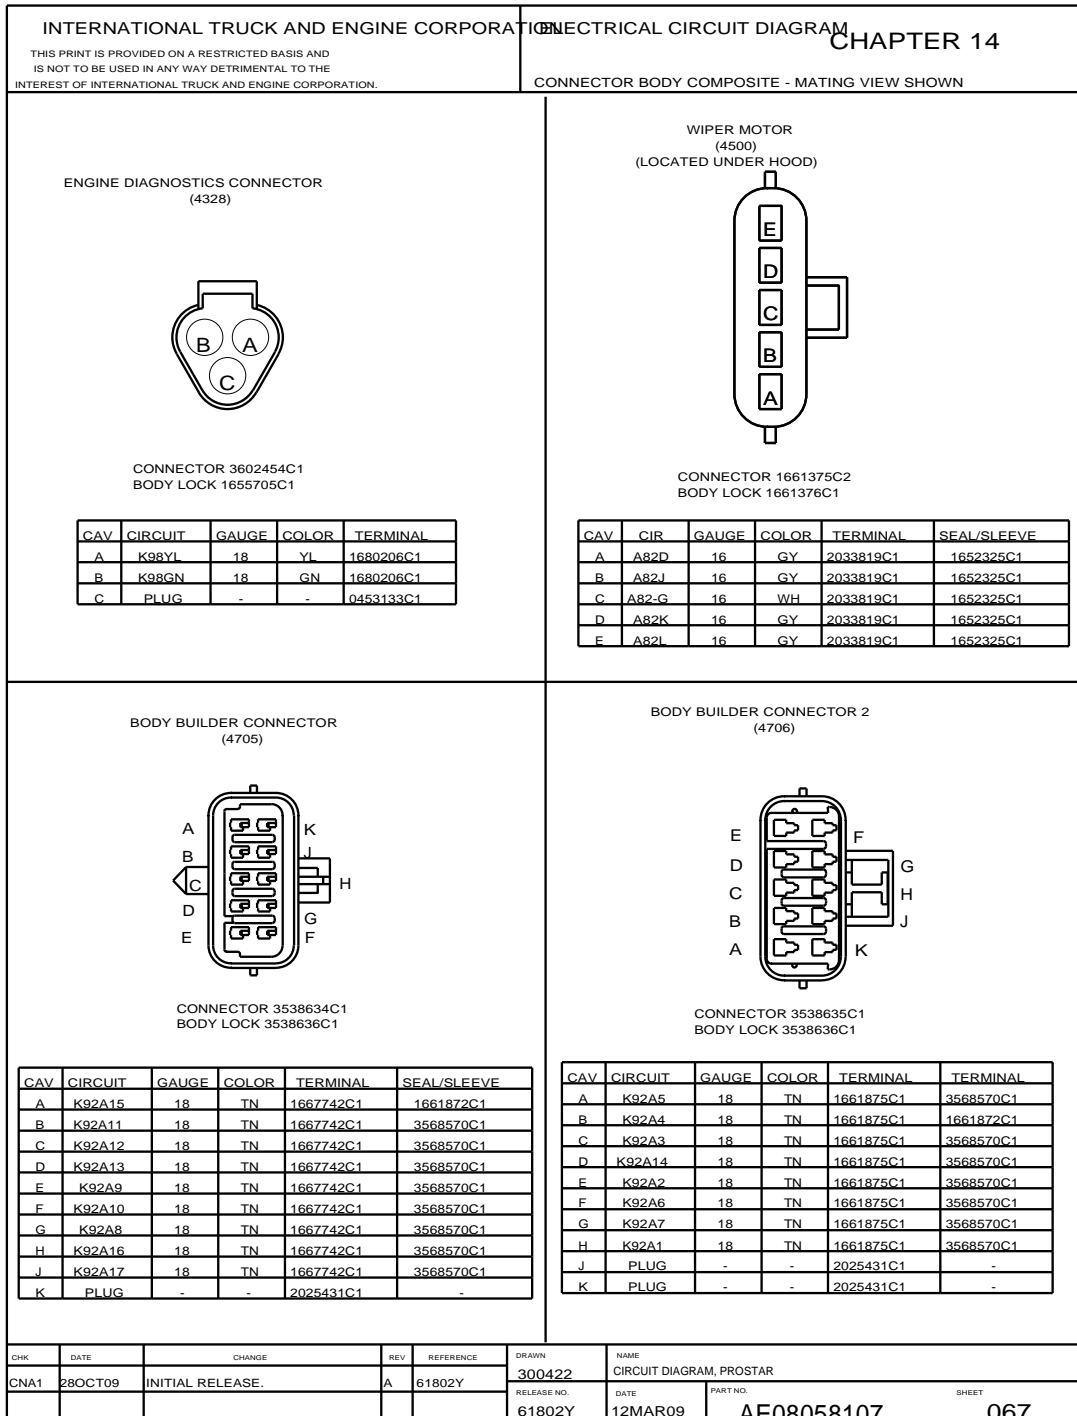 INTERNATIONAL TRUCK AND ENGINE CORPORATION
THIS PRINT IS PROVIDED ON A RESTRICTED BASIS AND
IS NOT TO BE USED IN ANY WAY DETRIMENTAL TO THE
INTEREST OF INTERNATIONAL TRUCK AND ENGINE CORPORATION.
ELECTRICAL CIRCUIT DIAGRAM
CHAPTER 14
CONNECTOR BODY COMPOSITE - MATING VIEW SHOWN
ENGINE DIAGNOSTICS CONNECTOR
(4328)
B A
C
CONNECTOR 3602454C1
BODY LOCK 1655705C1
CAV CIRCUIT GAUGE COLOR TERMINAL
A K98YL 18 YL 1680206C1
B K98GN 18 GN 1680206C1
C PLUG - - 0453133C1
WIPER MOTOR
(4500)
(LOCATED UNDER HOOD)
E
D
C
B
A
CONNECTOR 1661375C2
BODY LOCK 1661376C1
CAV CIR GAUGE COLOR TERMINAL SEAL/SLEEVE
A A82D 16 GY 2033819C1 1652325C1
B A82J 16 GY 2033819C1 1652325C1
C A82-G 16 WH 2033819C1 1652325C1
D A82K 16 GY 2033819C1 1652325C1
E A82L 16 GY 2033819C1 1652325C1
BODY BUILDER CONNECTOR
(4705)
A K
B J
C H
D G
E F
CONNECTOR 3538634C1
BODY LOCK 3538636C1
CAV CIRCUIT GAUGE COLOR TERMINAL SEAL/SLEEVE
A K92A15 18 TN 1667742C1 1661872C1
B K92A11 18 TN 1667742C1 3568570C1
C K92A12 18 TN 1667742C1 3568570C1
D K92A13 18 TN 1667742C1 3568570C1
E K92A9 18 TN 1667742C1 3568570C1
F K92A10 18 TN 1667742C1 3568570C1
G K92A8 18 TN 1667742C1 3568570C1
H K92A16 18 TN 1667742C1 3568570C1
J K92A17 18 TN 1667742C1 3568570C1
K PLUG - - 2025431C1 -
BODY BUILDER CONNECTOR 2
(4706)
E F
D G
C H
B J
A K
CONNECTOR 3538635C1
BODY LOCK 3538636C1
CAV CIRCUIT GAUGE COLOR TERMINAL TERMINAL
A K92A5 18 TN 1661875C1 3568570C1
B K92A4 18 TN 1661875C1 1661872C1
C K92A3 18 TN 1661875C1 3568570C1
D K92A14 18 TN 1661875C1 3568570C1
E K92A2 18 TN 1661875C1 3568570C1
F K92A6 18 TN 1661875C1 3568570C1
G K92A7 18 TN 1661875C1 3568570C1
H K92A1 18 TN 1661875C1 3568570C1
J PLUG - - 2025431C1 -
K PLUG - - 2025431C1 -
CHK DATE CHANGE REV REFERENCE
CNA1 28OCT09 INITIAL RELEASE. A 61802Y
DRAWN
300422
NAME
CIRCUIT DIAGRAM, PROSTAR
RELEASE NO.
61802Y
DATE
12MAR09
PART NO.
AE08058107
SHEET
067